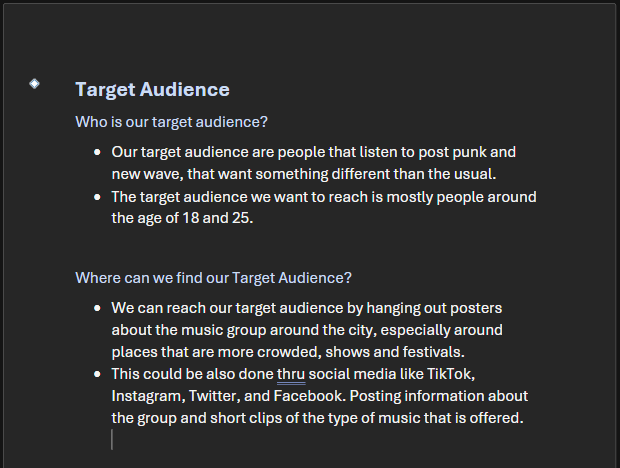 Target Audience
Who is our target audience?
• Our target audience are people that listen to post punk and
new wave, that want something different than the usual.
• The target audience we want to reach is mostly people around
the age of 18 and 25.
Where can we find our Target Audience?
• We can reach our target audience by hanging out posters
about the music group around the city, especially around
places that are more crowded, shows and festivals.
• This could be also done thru social media like TikTok,
Instagram, Twitter, and Facebook. Posting information about
the group and short clips of the type of music that is offered.